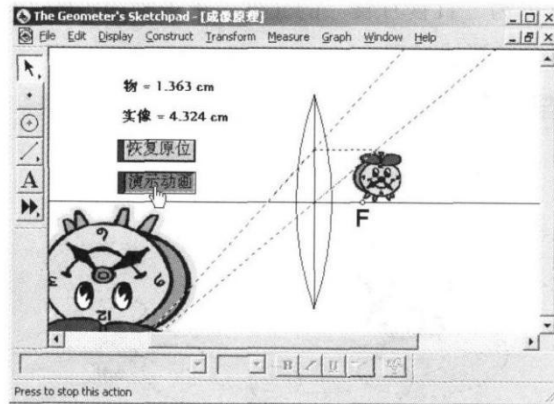 The Geometer's Sketchpad - [成像原理]
File Edit Display Construct Transform Measure Graph Window Help
物 = 1.363 cm
实像 = 4.324 cm
恢复原位
演示动画
A
F
12
B I U
Press to stop this action